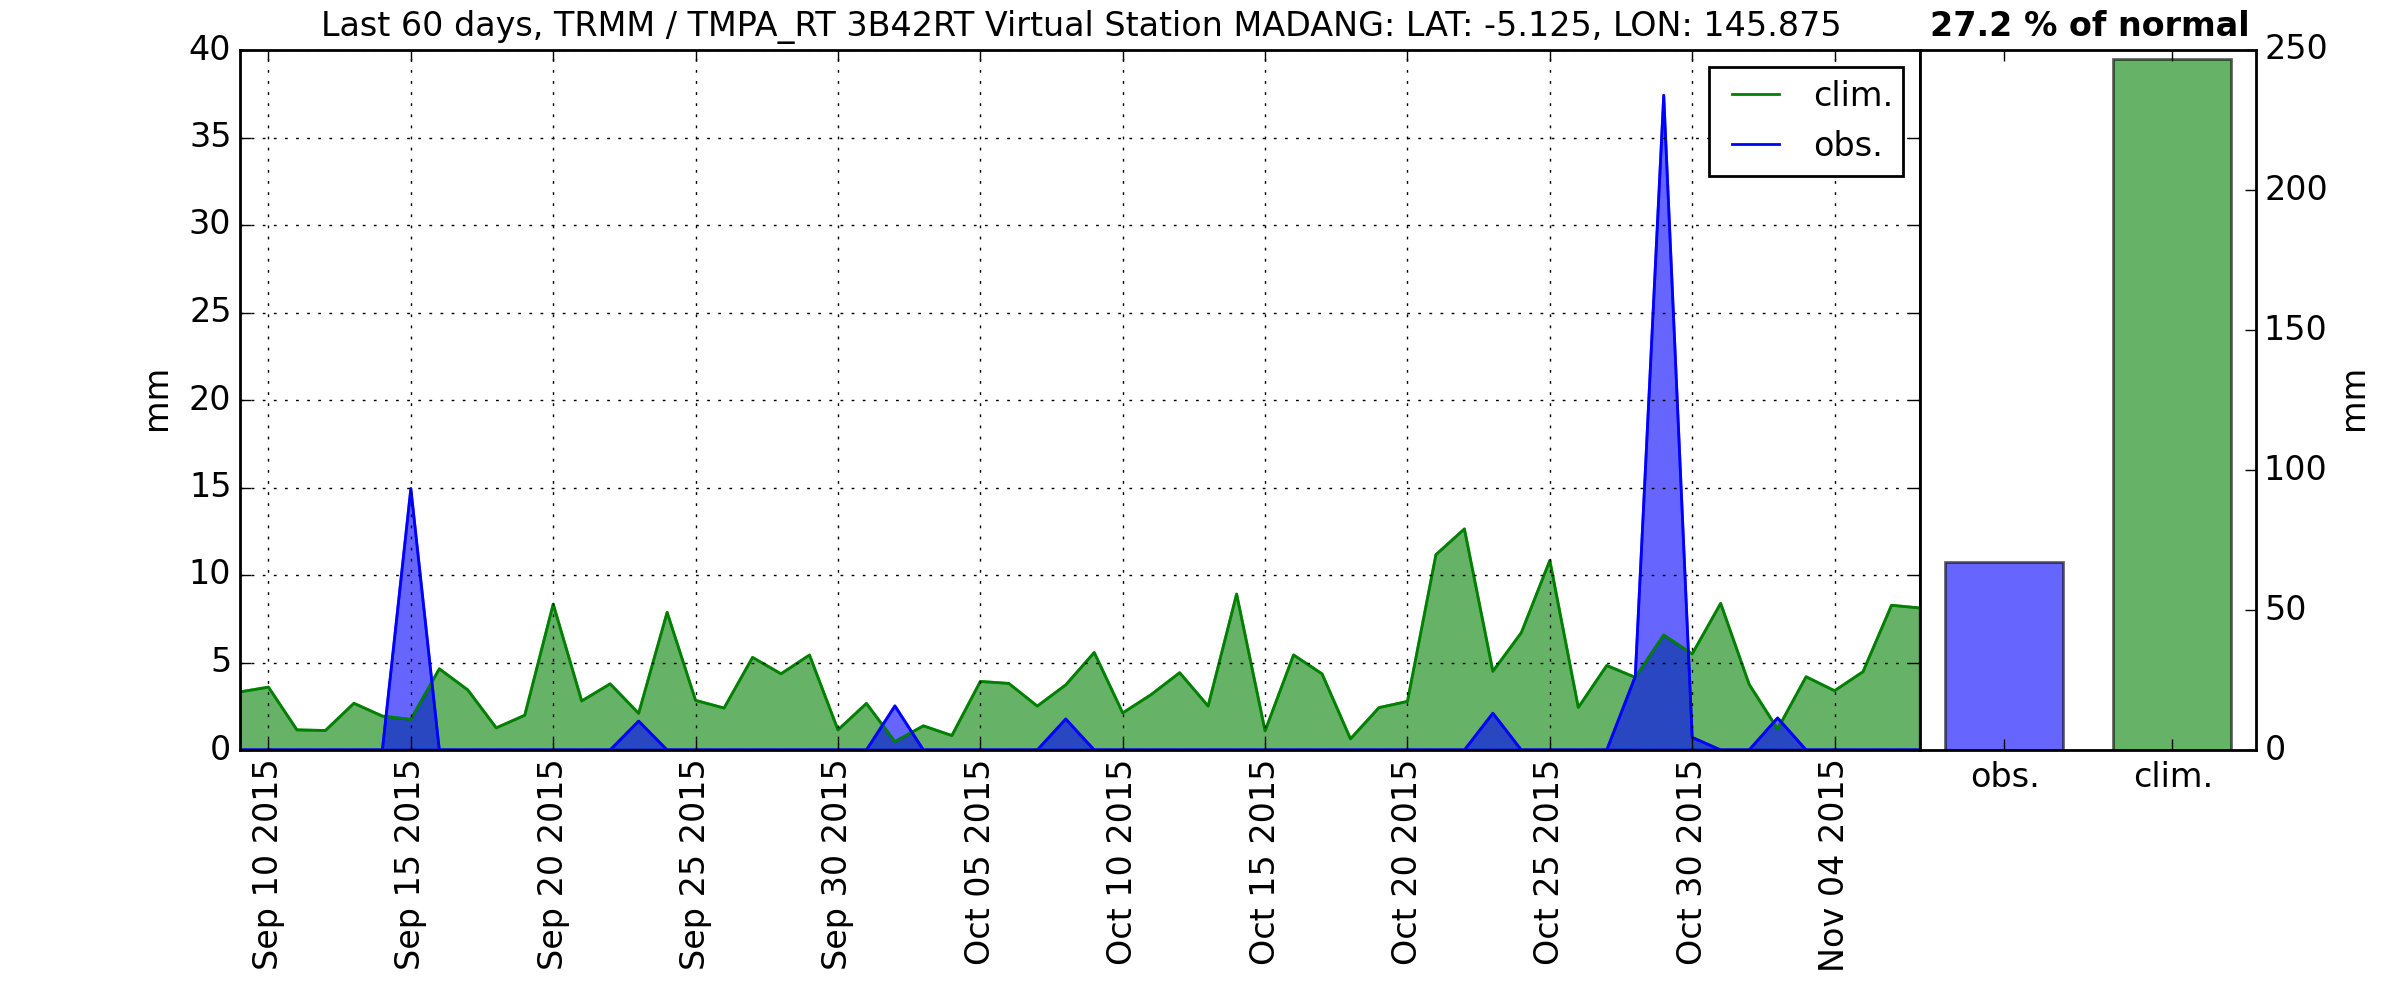 Last 60 days, TRMM / TMPA_RT 3B42RT Virtual Station MADANG: LAT: -5.125, LON: 145.875
27.2 % of normal
40
35
30
25
20
15
10
5
0
mm
clim.
obs.
Sep 10 2015
Sep 15 2015
Sep 20 2015
Sep 25 2015
Sep 30 2015
Oct 05 2015
Oct 10 2015
Oct 15 2015
Oct 20 2015
Oct 25 2015
Oct 30 2015
Nov 04 2015
obs.
clim.
250
200
150
100
50
0
mm